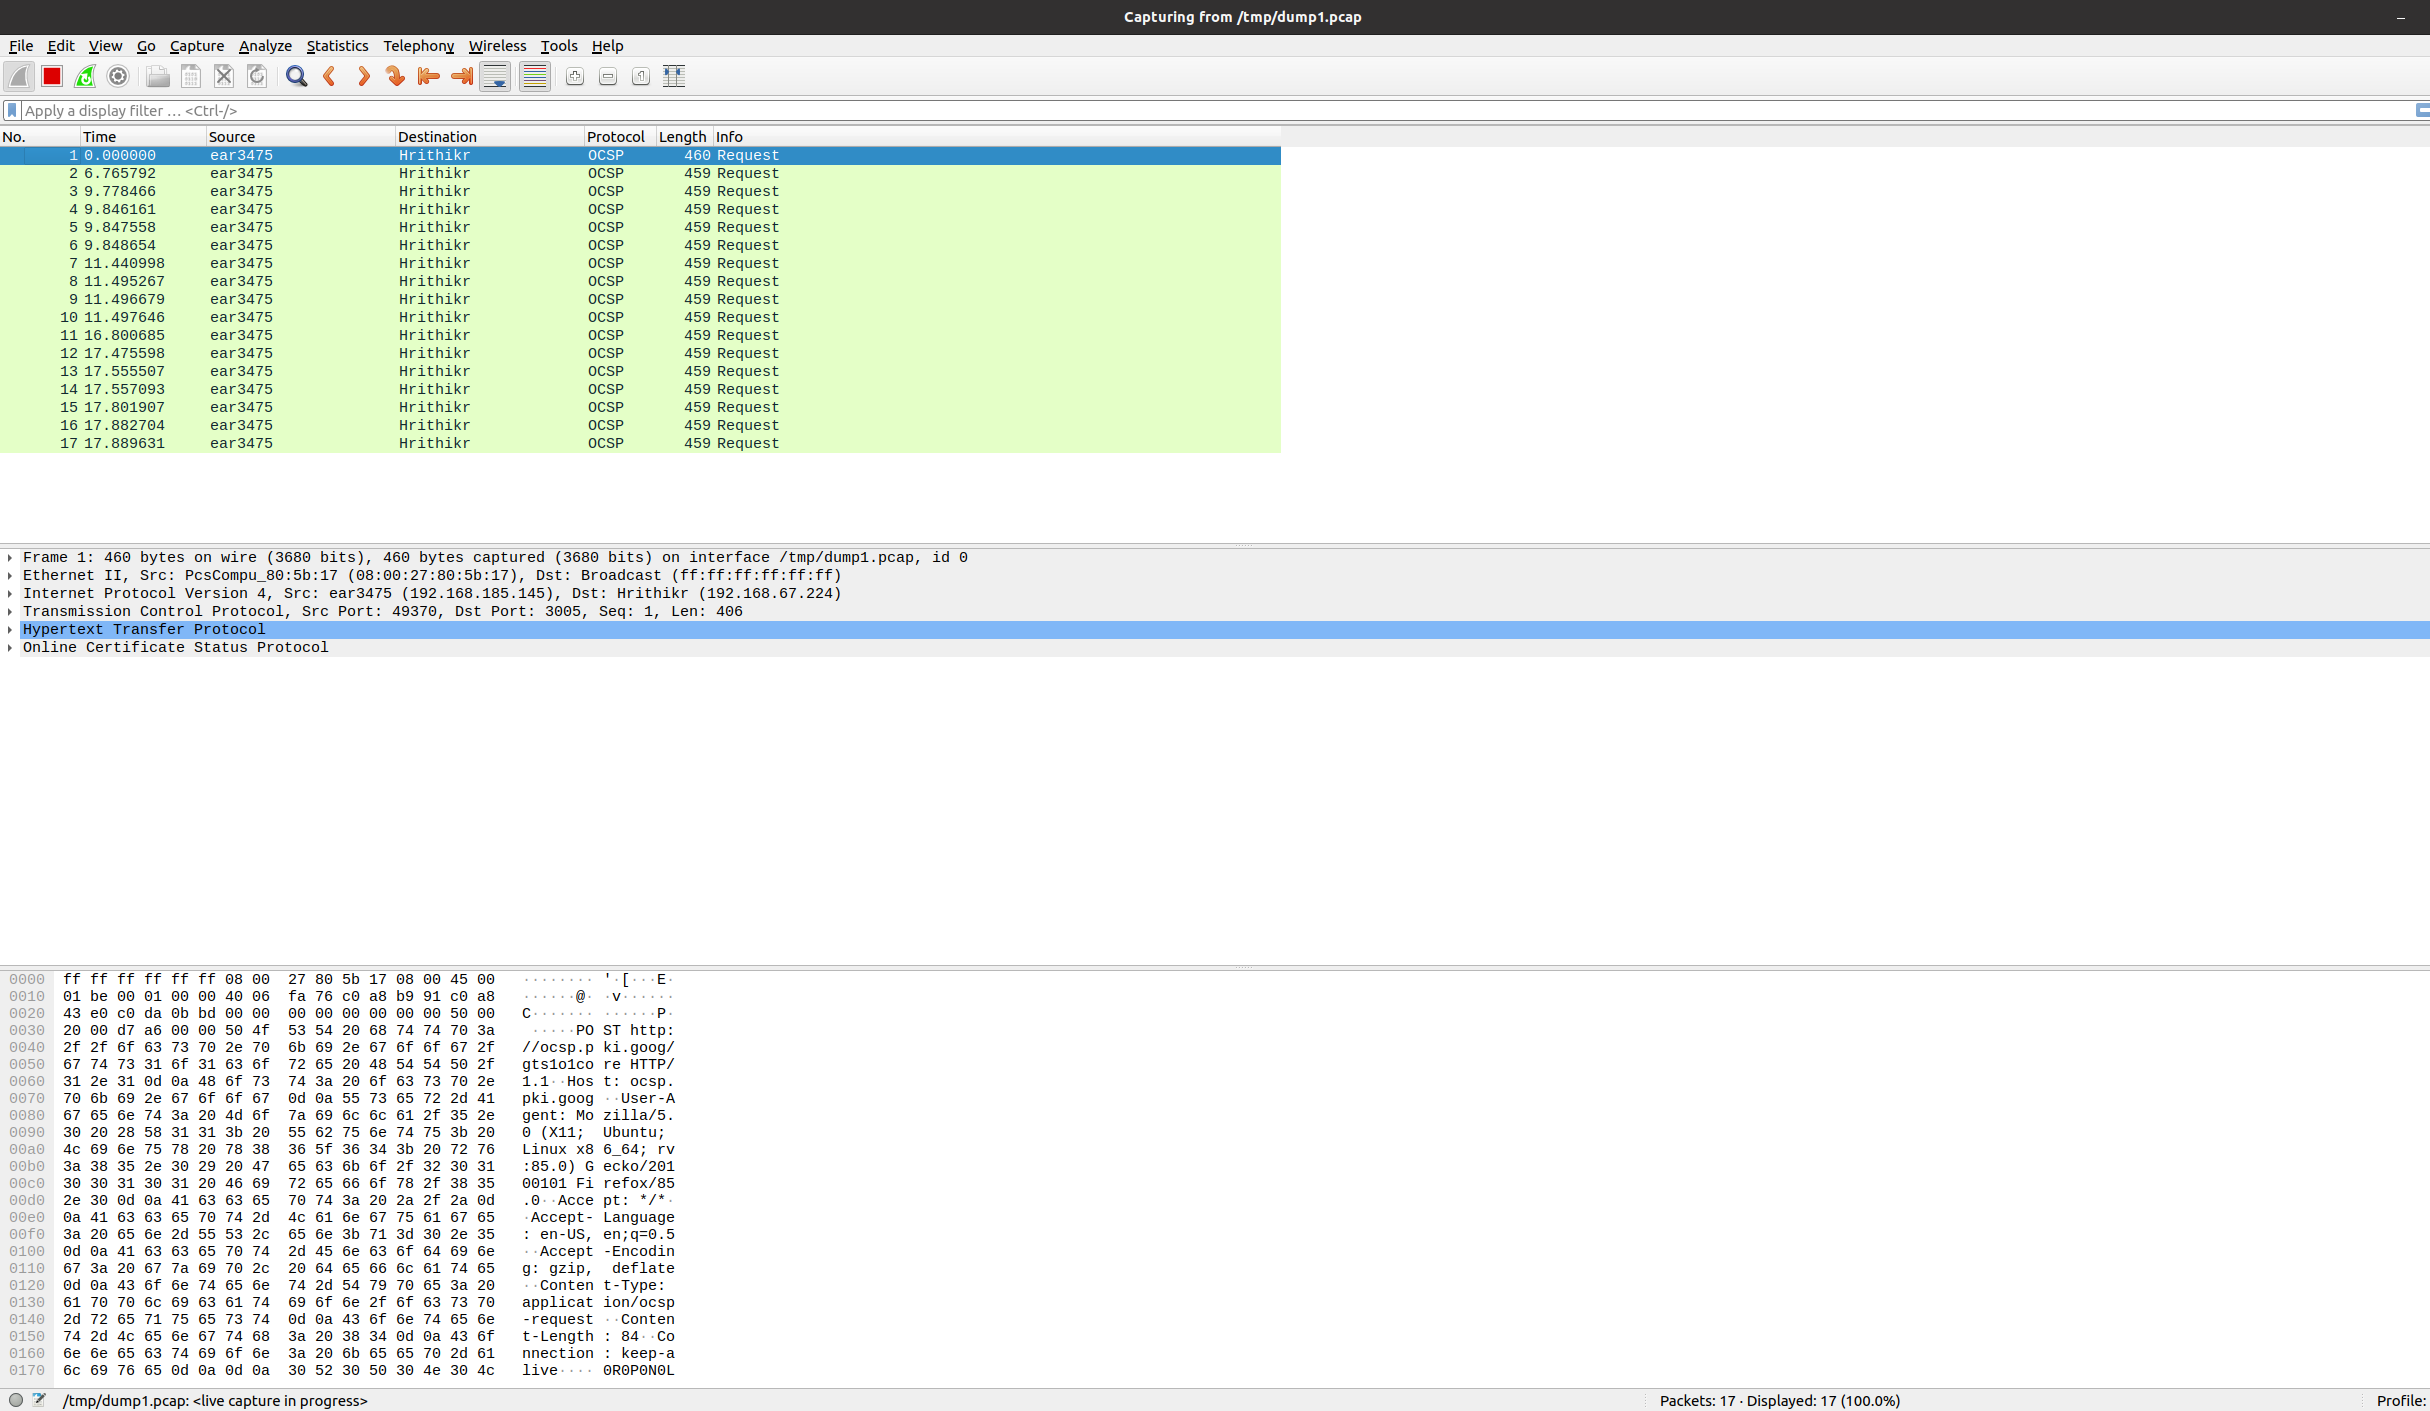 Capturing from /tmp/dump1.pcap
File Edit View Go Capture Analyze Statistics Telephony Wireless Tools Help
Apply a display filter … <Ctrl-/>
No. Time Source Destination Protocol Length Info
1 0.000000 ear3475 Hrithikr OCSP 460 Request
2 6.765792 ear3475 Hrithikr OCSP 459 Request
3 9.778466 ear3475 Hrithikr OCSP 459 Request
4 9.846161 ear3475 Hrithikr OCSP 459 Request
5 9.847558 ear3475 Hrithikr OCSP 459 Request
6 9.848654 ear3475 Hrithikr OCSP 459 Request
7 11.440998 ear3475 Hrithikr OCSP 459 Request
8 11.495267 ear3475 Hrithikr OCSP 459 Request
9 11.496679 ear3475 Hrithikr OCSP 459 Request
10 11.497646 ear3475 Hrithikr OCSP 459 Request
11 16.800685 ear3475 Hrithikr OCSP 459 Request
12 17.475598 ear3475 Hrithikr OCSP 459 Request
13 17.555507 ear3475 Hrithikr OCSP 459 Request
14 17.557093 ear3475 Hrithikr OCSP 459 Request
15 17.801907 ear3475 Hrithikr OCSP 459 Request
16 17.882704 ear3475 Hrithikr OCSP 459 Request
17 17.889631 ear3475 Hrithikr OCSP 459 Request
Frame 1: 460 bytes on wire (3680 bits), 460 bytes captured (3680 bits) on interface /tmp/dump1.pcap, id 0
Ethernet II, Src: PcsCompu_80:5b:17 (08:00:27:80:5b:17), Dst: Broadcast (ff:ff:ff:ff:ff:ff)
Internet Protocol Version 4, Src: ear3475 (192.168.185.145), Dst: Hrithikr (192.168.67.224)
Transmission Control Protocol, Src Port: 49370, Dst Port: 3005, Seq: 1, Len: 406
Hypertext Transfer Protocol
Online Certificate Status Protocol
0000 ff ff ff ff ff ff 08 00 27 80 5b 17 08 00 45 00 ········ '·[···E·
0010 01 be 00 01 00 00 40 06 fa 76 c0 a8 b9 91 c0 a8 ······@· ·v······
0020 43 e0 c0 da 0b bd 00 00 00 00 00 00 00 00 50 00 C······· ······P·
0030 20 00 d7 a6 00 00 50 4f 53 54 20 68 74 74 70 3a  ·····PO ST http:
0040 2f 2f 6f 63 73 70 2e 70 6b 69 2e 67 6f 6f 67 2f //ocsp.p ki.goog/
0050 67 74 73 31 6f 31 63 6f 72 65 20 48 54 54 50 2f gts1o1co re HTTP/
0060 31 2e 31 0d 0a 48 6f 73 74 3a 20 6f 63 73 70 2e 1.1··Hos t: ocsp.
0070 70 6b 69 2e 67 6f 6f 67 0d 0a 55 73 65 72 2d 41 pki.goog ··User-A
0080 67 65 6e 74 3a 20 4d 6f 7a 69 6c 6c 61 2f 35 2e gent: Mo zilla/5.
0090 30 20 28 58 31 31 3b 20 55 62 75 6e 74 75 3b 20 0 (X11;  Ubuntu;
00a0 4c 69 6e 75 78 20 78 38 36 5f 36 34 3b 20 72 76 Linux x8 6_64; rv
00b0 3a 38 35 2e 30 29 20 47 65 63 6b 6f 2f 32 30 31 :85.0) G ecko/201
00c0 30 30 31 30 31 20 46 69 72 65 66 6f 78 2f 38 35 00101 Fi refox/85
00d0 2e 30 0d 0a 41 63 63 65 70 74 3a 20 2a 2f 2a 0d .0··Acce pt: */*·
00e0 0a 41 63 63 65 70 74 2d 4c 61 6e 67 75 61 67 65 ·Accept- Language
00f0 3a 20 65 6e 2d 55 53 2c 65 6e 3b 71 3d 30 2e 35 : en-US, en;q=0.5
0100 0d 0a 41 63 63 65 70 74 2d 45 6e 63 6f 64 69 6e ··Accept -Encodin
0110 67 3a 20 67 7a 69 70 2c 20 64 65 66 6c 61 74 65 g: gzip,  deflate
0120 0d 0a 43 6f 6e 74 65 6e 74 2d 54 79 70 65 3a 20 ··Conten t-Type:
0130 61 70 70 6c 69 63 61 74 69 6f 6e 2f 6f 63 73 70 applicat ion/ocsp
0140 2d 72 65 71 75 65 73 74 0d 0a 43 6f 6e 74 65 6e -request ··Conten
0150 74 2d 4c 65 6e 67 74 68 3a 20 38 34 0d 0a 43 6f t-Length : 84··Co
0160 6e 6e 65 63 74 69 6f 6e 3a 20 6b 65 65 70 2d 61 nnection : keep-a
0170 6c 69 76 65 0d 0a 0d 0a 30 52 30 50 30 4e 30 4c live···· 0R0P0N0L
/tmp/dump1.pcap: <live capture in progress> Packets: 17 · Displayed: 17 (100.0%) Profile: